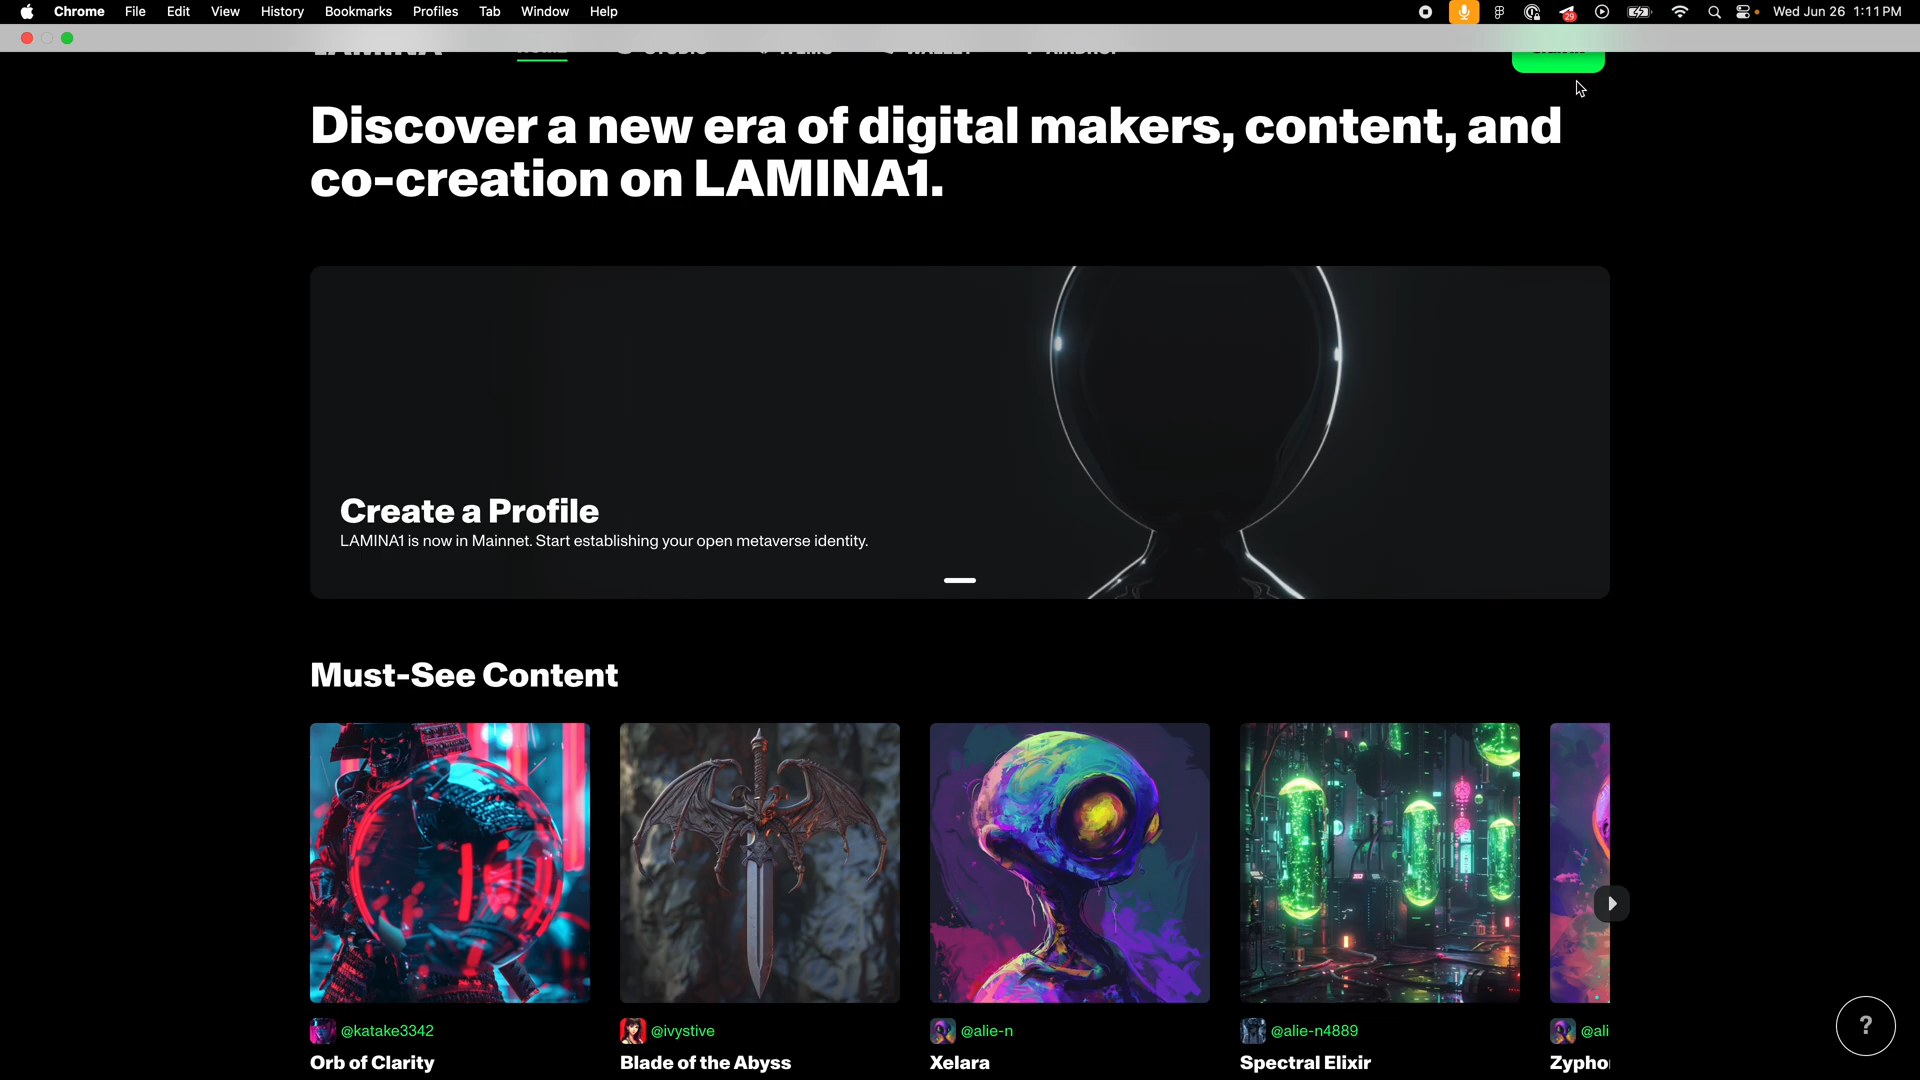 Chrome File Edit View History Bookmarks Profiles Tab Window Help
29
Wed Jun 26 1:11 PM
Discover a new era of digital makers, content, and
co-creation on LAMINA1.
Create a Profile
LAMINA1 is now in Mainnet. Start establishing your open metaverse identity.
Must-See Content
@katake3342 @ivystive @alie-n @alie-n4889 @ali
Orb of Clarity Blade of the Abyss Xelara Spectral Elixir Zypho
?